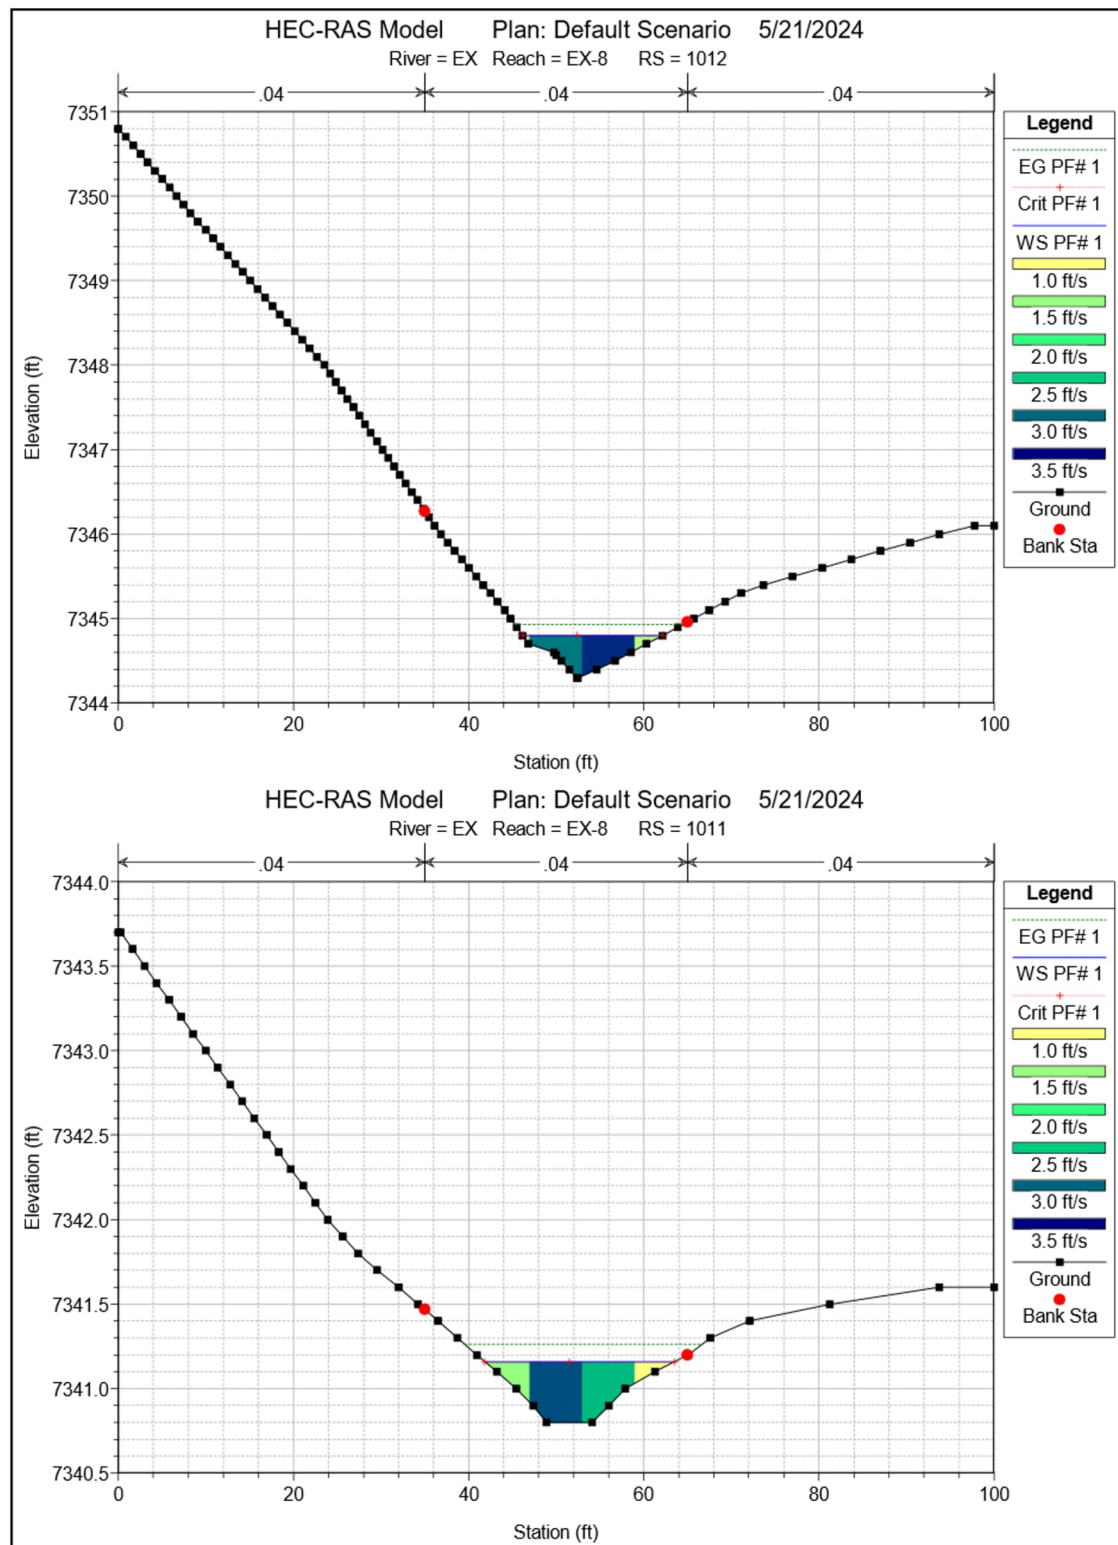 HEC-RAS Model Plan: Default Scenario 5/21/2024
River = EX Reach = EX-8 RS = 1012
.04 .04 .04
7351
7350
7349
7348
7347
7346
7345
7344
Elevation (ft)
0 20 40 60 80 100
Station (ft)
Legend
EG PF# 1
Crit PF# 1
WS PF# 1
1.0 ft/s
1.5 ft/s
2.0 ft/s
2.5 ft/s
3.0 ft/s
3.5 ft/s
Ground
Bank Sta
HEC-RAS Model Plan: Default Scenario 5/21/2024
River = EX Reach = EX-8 RS = 1011
.04 .04 .04
7344.0
7343.5
7343.0
7342.5
7342.0
7341.5
7341.0
7340.5
Elevation (ft)
0 20 40 60 80 100
Station (ft)
Legend
EG PF# 1
WS PF# 1
Crit PF# 1
1.0 ft/s
1.5 ft/s
2.0 ft/s
2.5 ft/s
3.0 ft/s
3.5 ft/s
Ground
Bank Sta